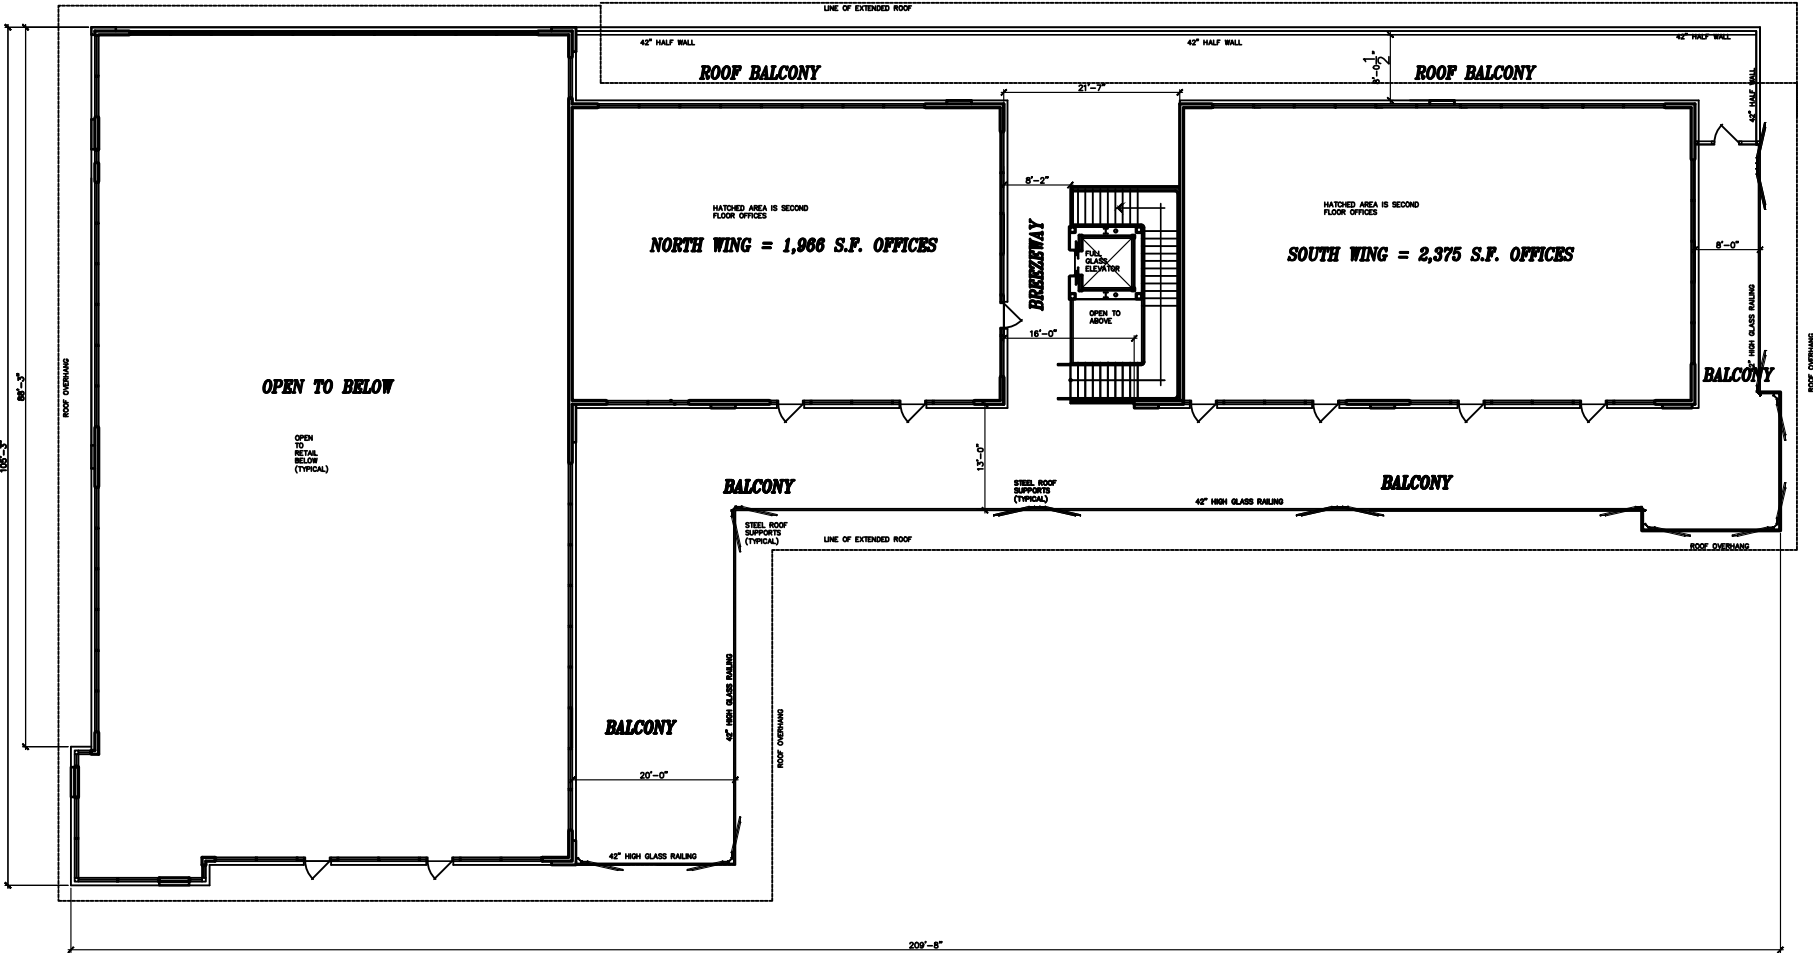 LINE OF EXTENDED ROOF
42" HALF WALL
42" HALF WALL
42" HALF WALL
ROOF BALCONY
ROOF BALCONY
8'-0 1/2"
42" HALF WALL
21'-7"
8'-2"
HATCHED AREA IS SECOND
FLOOR OFFICES
NORTH WING = 1,966 S.F. OFFICES
BREEZEWAY
FULL
GLASS
ELEVATOR
OPEN TO
ABOVE
16'-0"
HATCHED AREA IS SECOND
FLOOR OFFICES
SOUTH WING = 2,375 S.F. OFFICES
8'-0"
42" HIGH GLASS RAILING
BALCONY
ROOF OVERHANG
ROOF OVERHANG
88'-3"
105'-3"
OPEN TO BELOW
OPEN
TO
RETAIL
BELOW
(TYPICAL)
13'-0"
BALCONY
STEEL ROOF
SUPPORTS
(TYPICAL)
BALCONY
42" HIGH GLASS RAILING
STEEL ROOF
SUPPORTS
(TYPICAL)
LINE OF EXTENDED ROOF
ROOF OVERHANG
42" HIGH GLASS RAILING
ROOF OVERHANG
BALCONY
20'-0"
42" HIGH GLASS RAILING
209'-8"